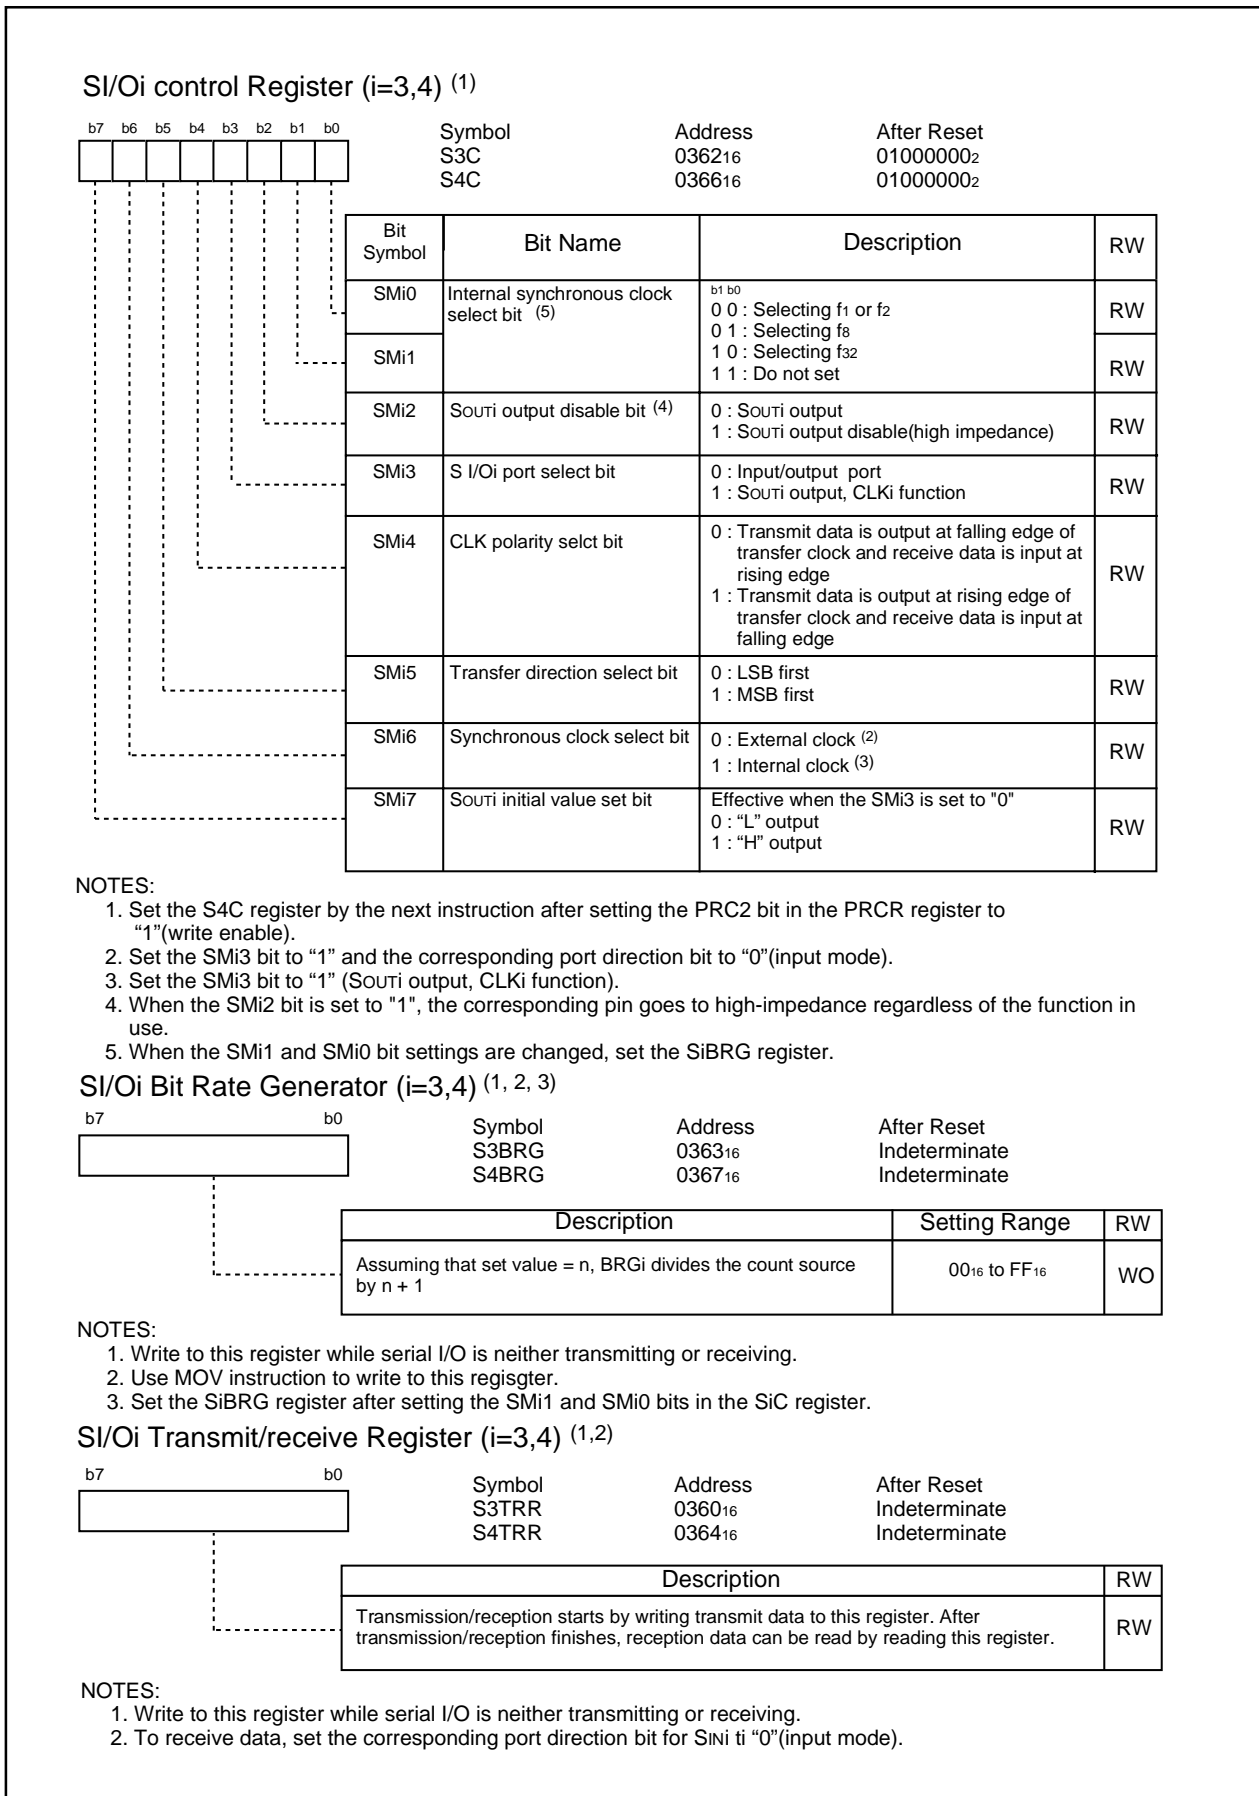 SI/Oi control Register (i=3,4) (1)
b7 b6 b5 b4 b3 b2 b1 b0
Symbol Address After Reset
S3C 036216 010000002
S4C 036616 010000002
Bit Symbol Bit Name Description RW
SMi0 Internal synchronous clock select bit (5) b1 b0
0 0 : Selecting f1 or f2 RW
0 1 : Selecting f8
SMi1 1 0 : Selecting f32
1 1 : Do not set RW
SMi2 SOUTi output disable bit (4) 0 : SOUTi output
1 : SOUTi output disable(high impedance) RW
SMi3 S I/Oi port select bit 0 : Input/output port
1 : SOUTi output, CLKi function RW
SMi4 CLK polarity selct bit 0 : Transmit data is output at falling edge of
transfer clock and receive data is input at
rising edge RW
1 : Transmit data is output at rising edge of
transfer clock and receive data is input at
falling edge
SMi5 Transfer direction select bit 0 : LSB first
1 : MSB first RW
SMi6 Synchronous clock select bit 0 : External clock (2)
1 : Internal clock (3) RW
SMi7 SOUTi initial value set bit Effective when the SMi3 is set to "0"
0 : “L” output
1 : “H” output RW
NOTES:
1. Set the S4C register by the next instruction after setting the PRC2 bit in the PRCR register to
“1”(write enable).
2. Set the SMi3 bit to “1” and the corresponding port direction bit to “0”(input mode).
3. Set the SMi3 bit to “1” (SOUTi output, CLKi function).
4. When the SMi2 bit is set to "1", the corresponding pin goes to high-impedance regardless of the function in
use.
5. When the SMi1 and SMi0 bit settings are changed, set the SiBRG register.
SI/Oi Bit Rate Generator (i=3,4) (1, 2, 3)
b7 b0
Symbol Address After Reset
S3BRG 036316 Indeterminate
S4BRG 036716 Indeterminate
Description Setting Range RW
Assuming that set value = n, BRGi divides the count source
by n + 1 0016 to FF16 WO
NOTES:
1. Write to this register while serial I/O is neither transmitting or receiving.
2. Use MOV instruction to write to this regisgter.
3. Set the SiBRG register after setting the SMi1 and SMi0 bits in the SiC register.
SI/Oi Transmit/receive Register (i=3,4) (1,2)
b7 b0
Symbol Address After Reset
S3TRR 036016 Indeterminate
S4TRR 036416 Indeterminate
Description RW
Transmission/reception starts by writing transmit data to this register. After
transmission/reception finishes, reception data can be read by reading this register. RW
NOTES:
1. Write to this register while serial I/O is neither transmitting or receiving.
2. To receive data, set the corresponding port direction bit for SINi ti “0”(input mode).